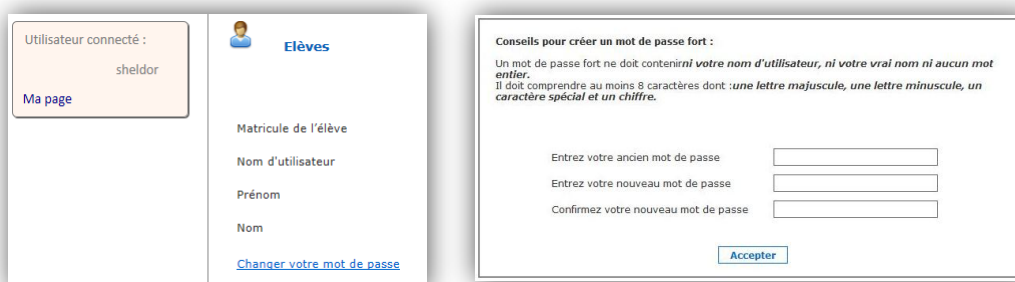 Utilisateur connecté :
sheldor
Ma page
Elèves
Matricule de l'élève
Nom d'utilisateur
Prénom
Nom
Changer votre mot de passe
Conseils pour créer un mot de passe fort :
Un mot de passe fort ne doit contenirni votre nom d'utilisateur, ni votre vrai nom ni aucun mot
entier.
Il doit comprendre au moins 8 caractères dont :une lettre majuscule, une lettre minuscule, un
caractère spécial et un chiffre.
Entrez votre ancien mot de passe
Entrez votre nouveau mot de passe
Confirmez votre nouveau mot de passe
Accepter